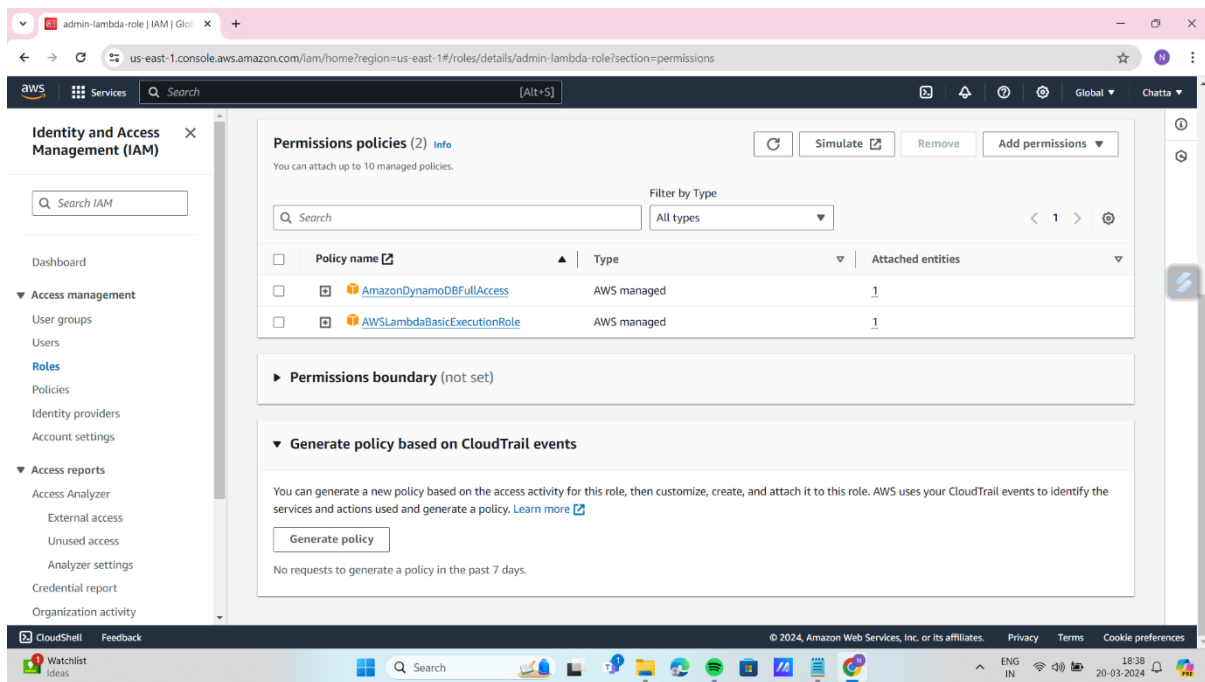 admin-lambda-role | IAM | Glob
us-east-1.console.aws.amazon.com/iam/home?region=us-east-1#/roles/details/admin-lambda-role?section=permissions
N
aws Services Search [Alt+S] Global Chatta
Identity and Access
Management (IAM)
Search IAM
Dashboard
Access management
User groups
Users
Roles
Policies
Identity providers
Account settings
Access reports
Access Analyzer
External access
Unused access
Analyzer settings
Credential report
Organization activity
Permissions policies (2) Info
You can attach up to 10 managed policies.
Simulate Remove Add permissions
Filter by Type
Search All types 1
Policy name Type Attached entities
AmazonDynamoDBFullAccess AWS managed 1
AWSLambdaBasicExecutionRole AWS managed 1
Permissions boundary (not set)
Generate policy based on CloudTrail events
You can generate a new policy based on the access activity for this role, then customize, create, and attach it to this role. AWS uses your CloudTrail events to identify the
services and actions used and generate a policy. Learn more
Generate policy
No requests to generate a policy in the past 7 days.
CloudShell Feedback © 2024, Amazon Web Services, Inc. or its affiliates. Privacy Terms Cookie preferences
1
Watchlist
Ideas
Search
1
ENG
IN
18:38
20-03-2024
PRE